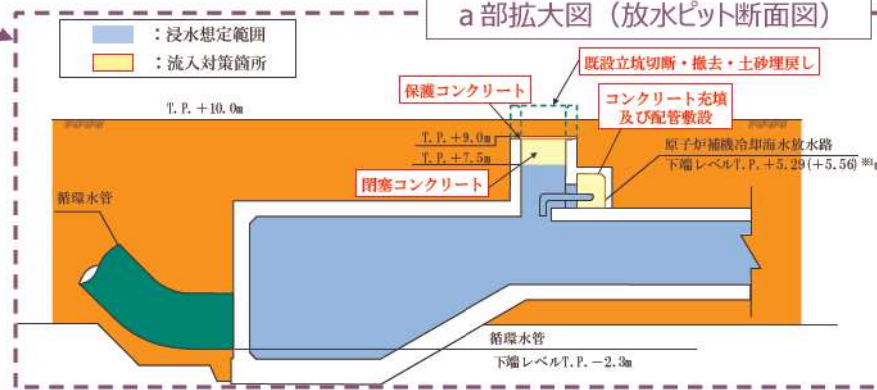 a部拡大図（放水ピット断面図）
：浸水想定範囲
：流入対策箇所
既設立坑切断・撤去・土砂埋戻し
保護コンクリート
コンクリート充填
及び配管敷設
T.P.+10.0m
T.P.+9.0m
T.P.+7.5m
原子炉補機冷却海水放水路
下端レベルT.P.+5.29(+5.56)※1
閉塞コンクリート
循環水管
循環水管
下端レベルT.P.－2.3m